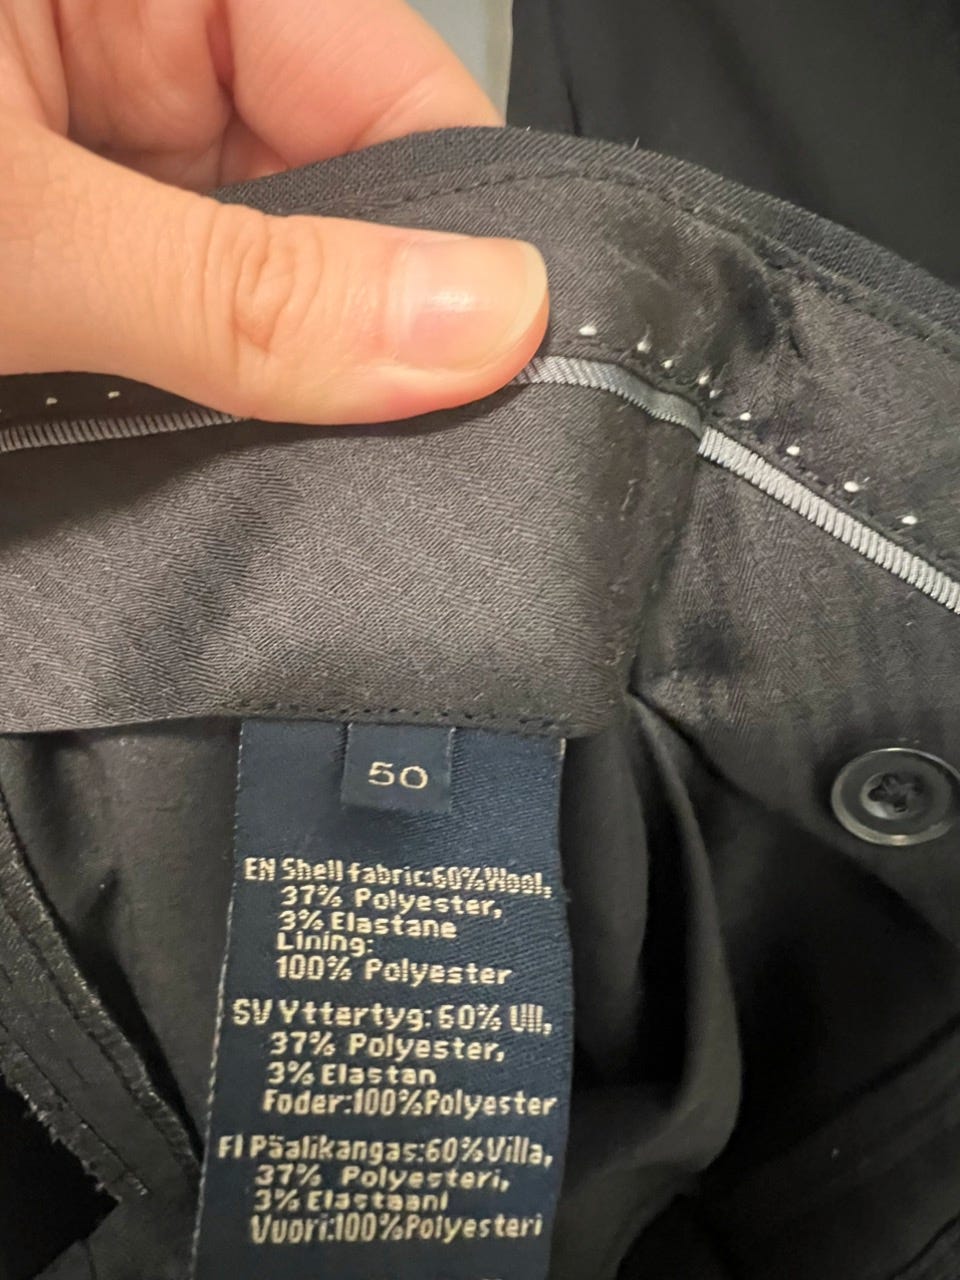 50
EN Shell fabric:60%Wool,
37% Polyester,
3% Elastane
Lining:
100% Polyester
SV Yttertyg: 60% Ull,
37% Polyester,
3% Elastan
Foder:100%Polyester
FI Päälikangas:60%Villa,
37% Polyesteri,
3% Elastaani
Vuori:100%Polyesteri